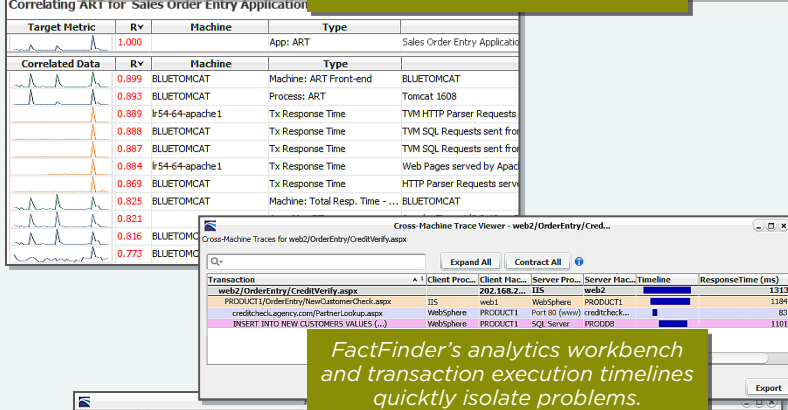 Correlating ART for Sales Order Entry Application
Target Metric R Machine Type
1.000 App: ART Sales Order Entry Applicatio
Correlated Data R Machine Type
0.899 BLUETOMCAT Machine: ART Front-end BLUETOMCAT
0.893 BLUETOMCAT Process: ART Tomcat 1608
0.889 lr54-64-apache1 Tx Response Time TVM HTTP Parser Requests
0.888 BLUETOMCAT Tx Response Time TVM SQL Requests sent fro
0.887 BLUETOMCAT Tx Response Time TVM SQL Requests sent fro
0.884 lr54-64-apache1 Tx Response Time Web Pages served by Apac
0.869 BLUETOMCAT Tx Response Time HTTP Parser Requests serv
0.825 BLUETOMCAT Machine: Total Resp. Time - ... BLUETOMCAT
0.821
0.816 BLUETOMC
0.773 BLUETOMC
Cross-Machine Trace Viewer - web2/OrderEntry/Cred...
Cross-Machine Traces for web2/OrderEntry/CreditVerify.aspx
Expand All Contract All
Transaction 1 Client Proc... Client Mac... Server Pro... Server Mac... Timeline ResponseTime (ms)
web2/OrderEntry/CreditVerify.aspx 202.168.2... IIS web2 1313
PRODUCT1/OrderEntry/NewCustomerCheck.aspx IIS web1 WebSphere PRODUCT1 1184
creditcheck.agency.com/PartnerLookup.aspx WebSphere PRODUCT1 Port 80 (www) creditcheck... 83
INSERT INTO NEW CUSTOMERS VALUES (...) WebSphere PRODUCT1 SQL Server PRODDB 1101
FactFinder's analytics workbench
and transaction execution timelines
quicktly isolate problems.
Export